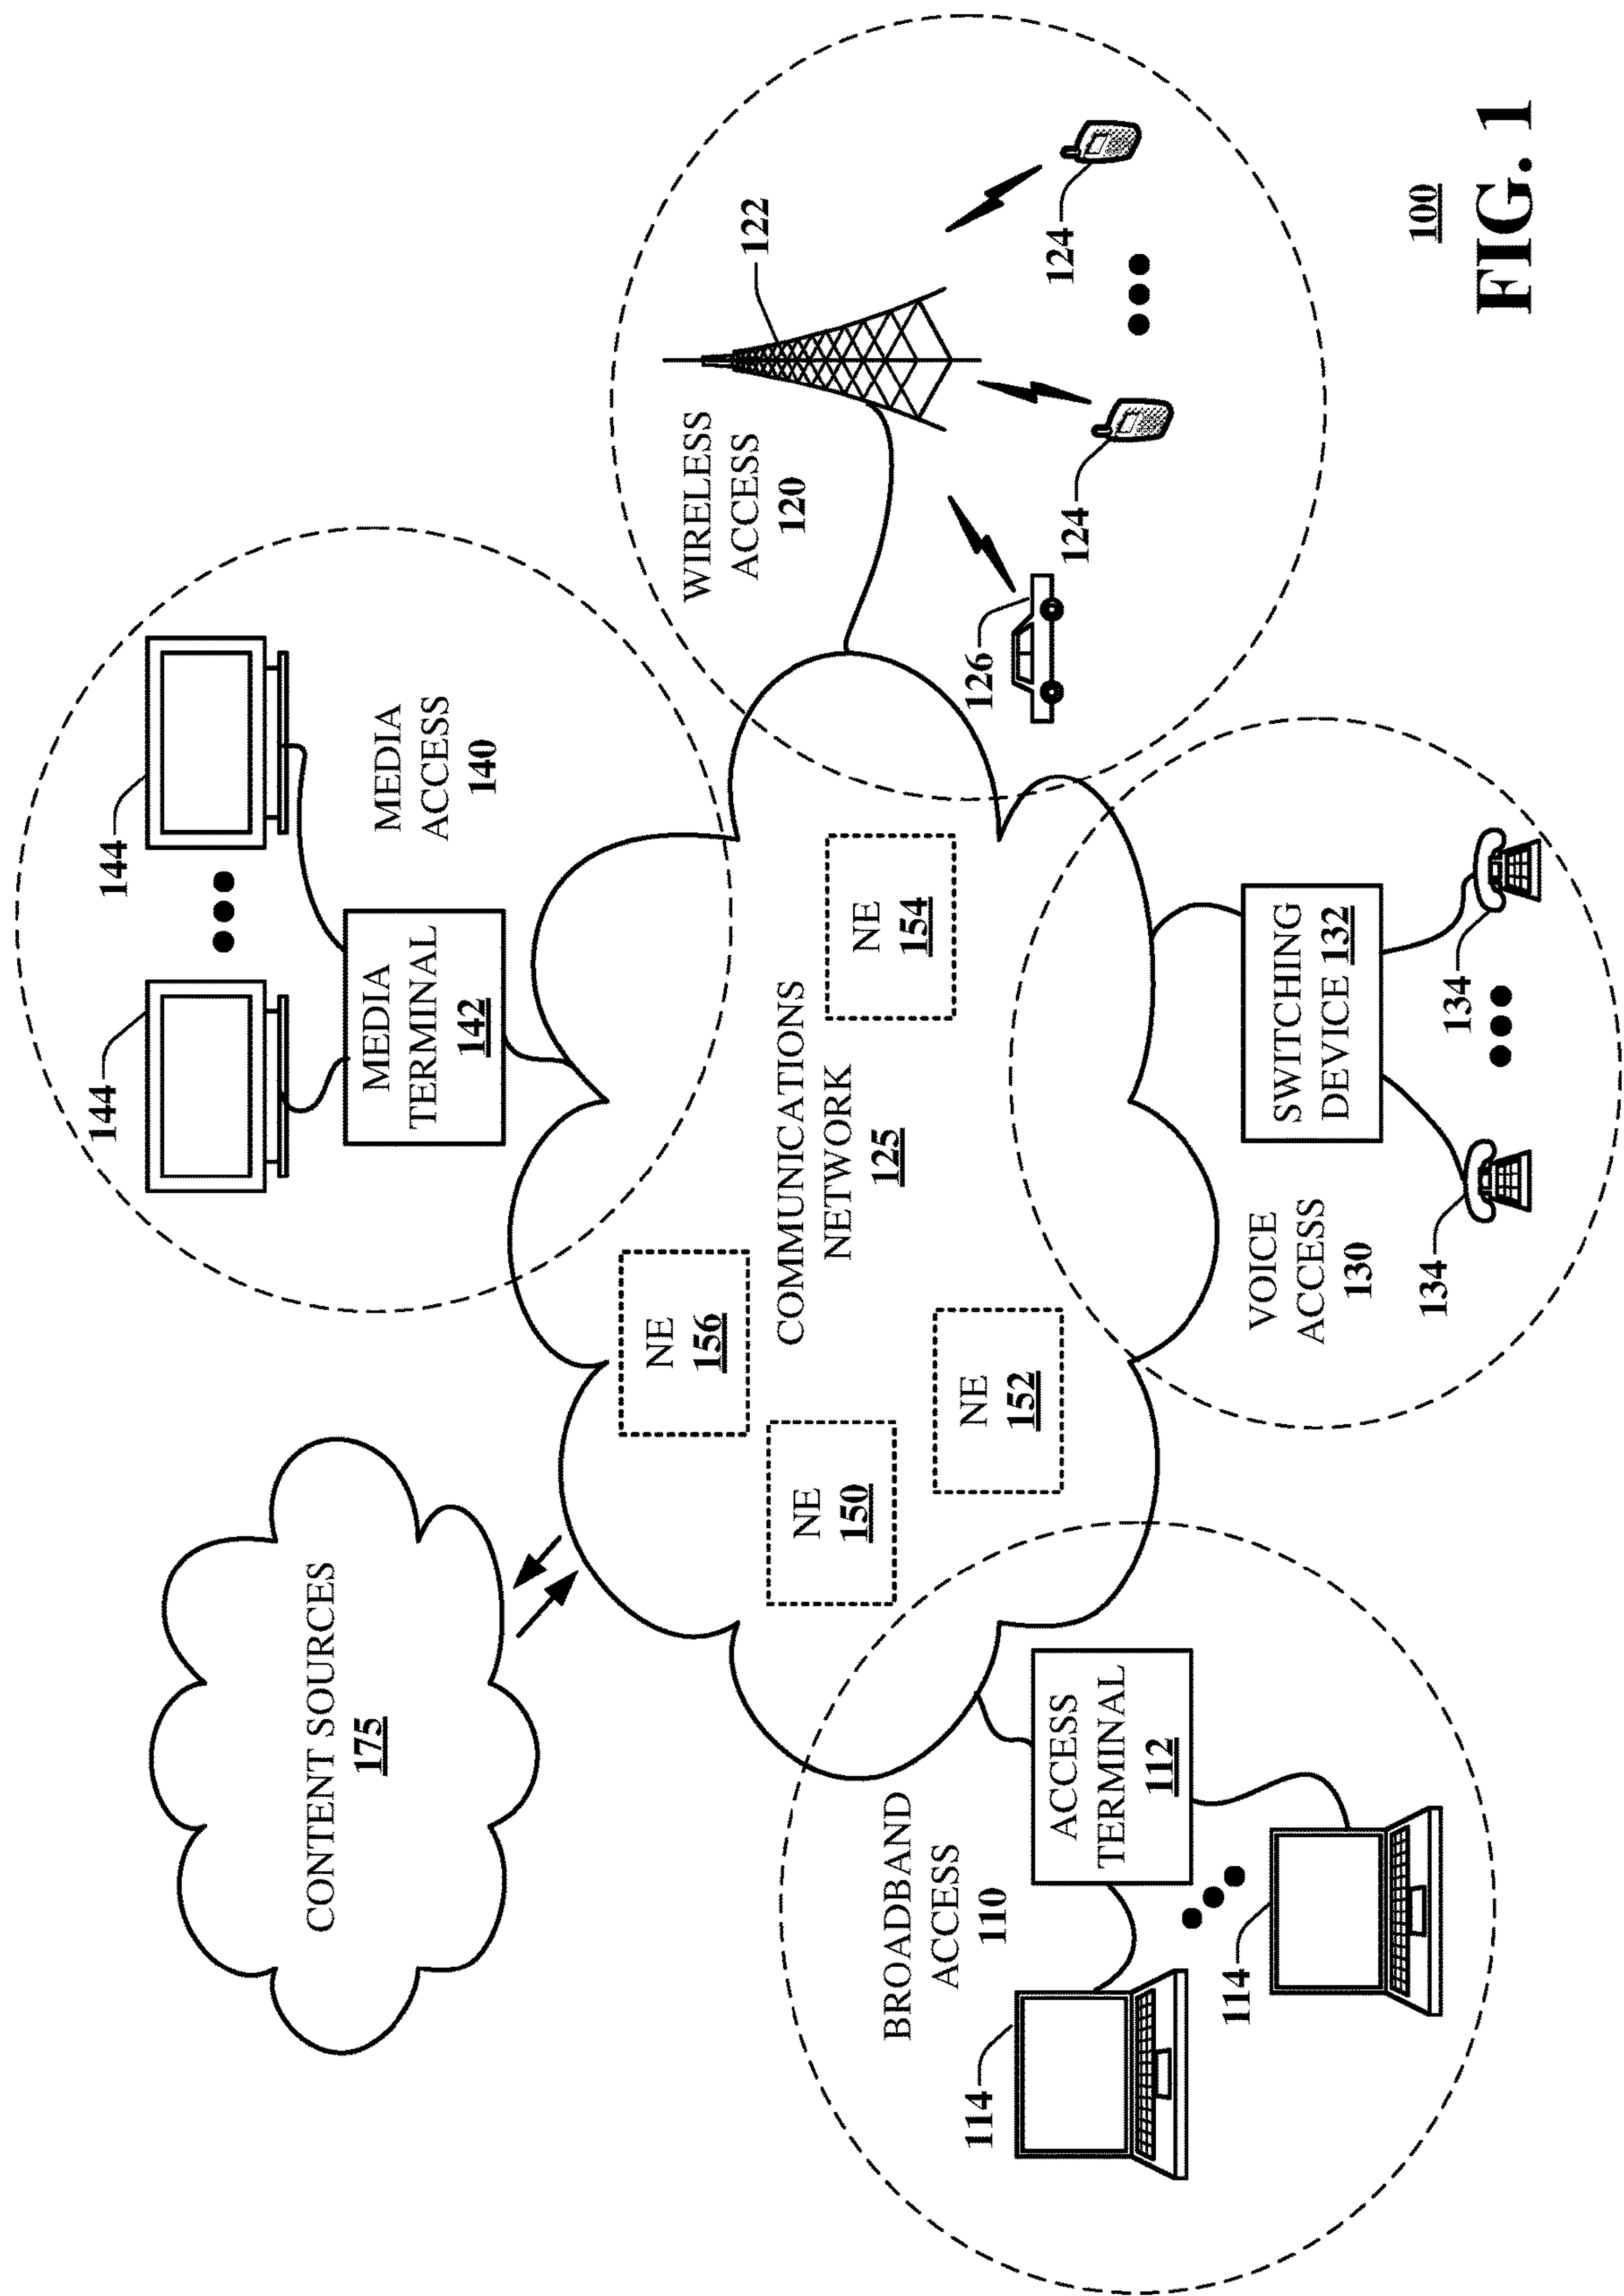 CONTENT SOURCES
175
144
144
MEDIA
TERMINAL
142
MEDIA
ACCESS
140
WIRELESS
ACCESS
120
122
124
124
126
NE
156
NE
150
NE
152
NE
154
COMMUNICATIONS
NETWORK
125
BROADBAND
ACCESS
110
ACCESS
TERMINAL
112
114
114
VOICE
ACCESS
130
SWITCHING
DEVICE 132
134
134
100
FIG. 1